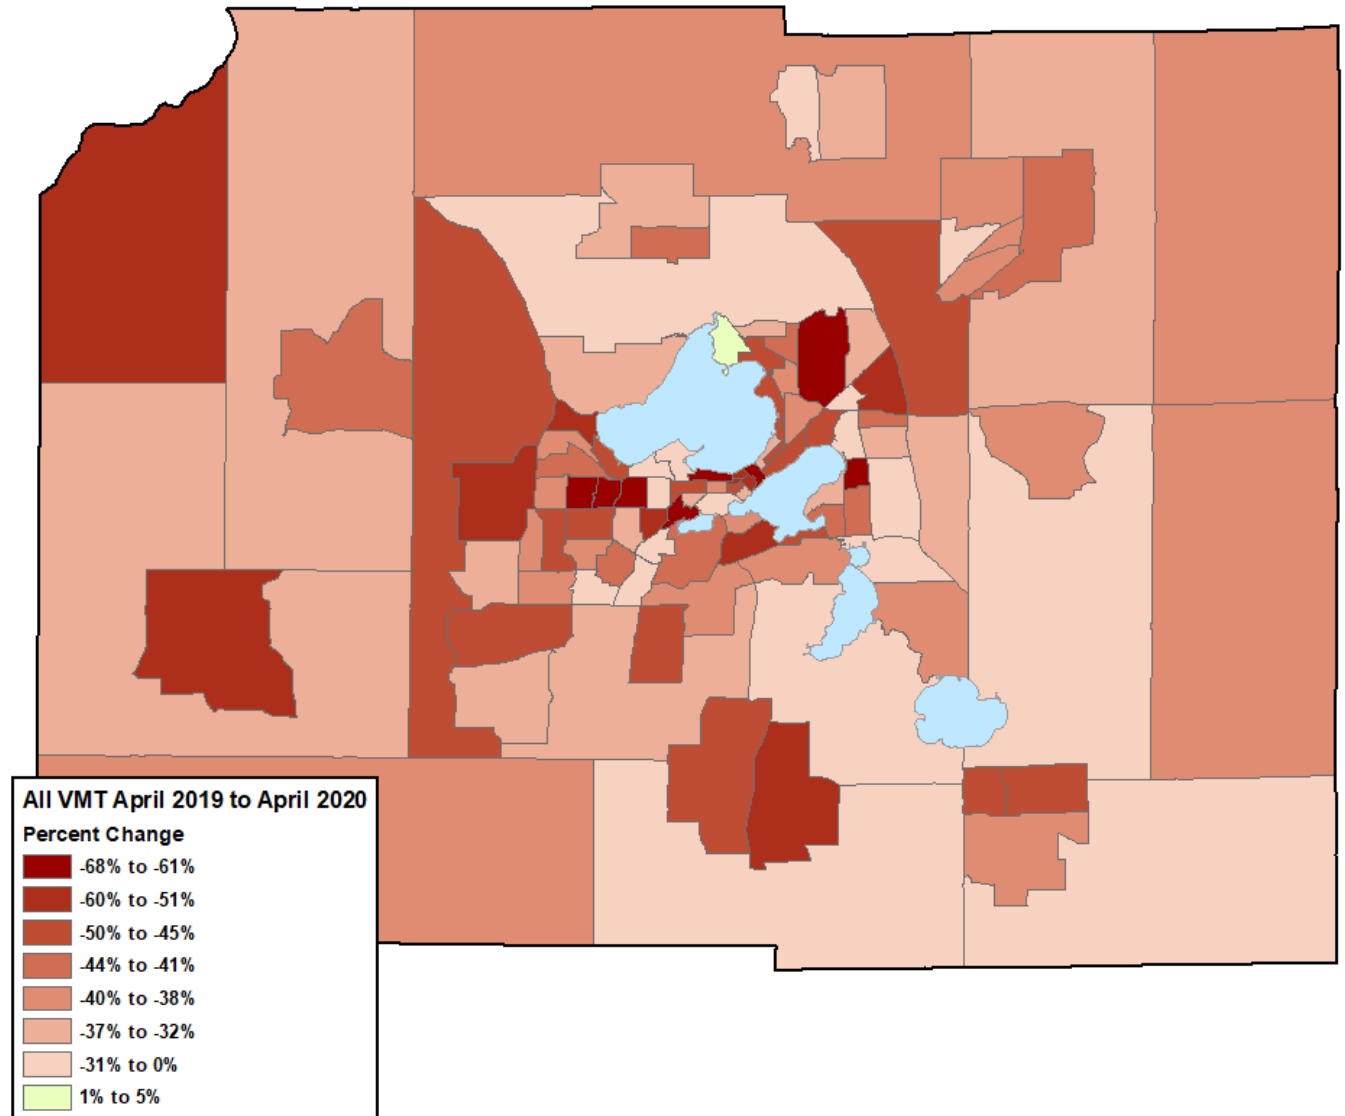 All VMT April 2019 to April 2020
Percent Change
-68% to -61%
-60% to -51%
-50% to -45%
-44% to -41%
-40% to -38%
-37% to -32%
-31% to 0%
1% to 5%